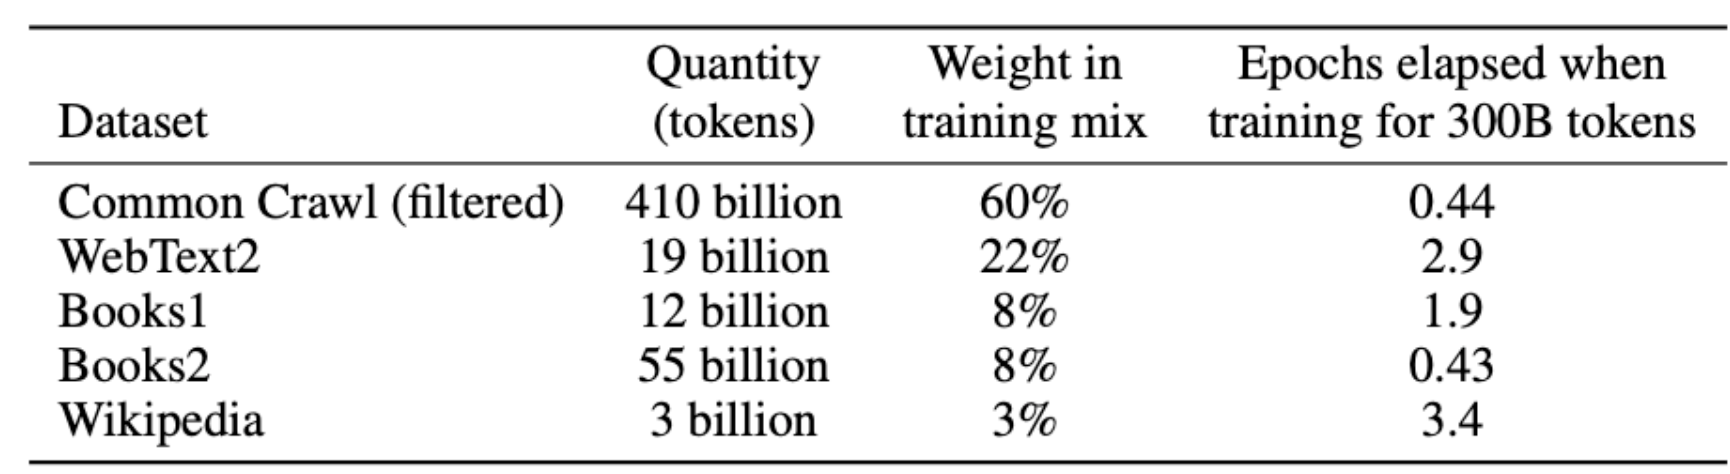 Dataset Quantity (tokens) Weight in training mix Epochs elapsed when training for 300B tokens
Common Crawl (filtered) 410 billion 60% 0.44
WebText2 19 billion 22% 2.9
Books1 12 billion 8% 1.9
Books2 55 billion 8% 0.43
Wikipedia 3 billion 3% 3.4